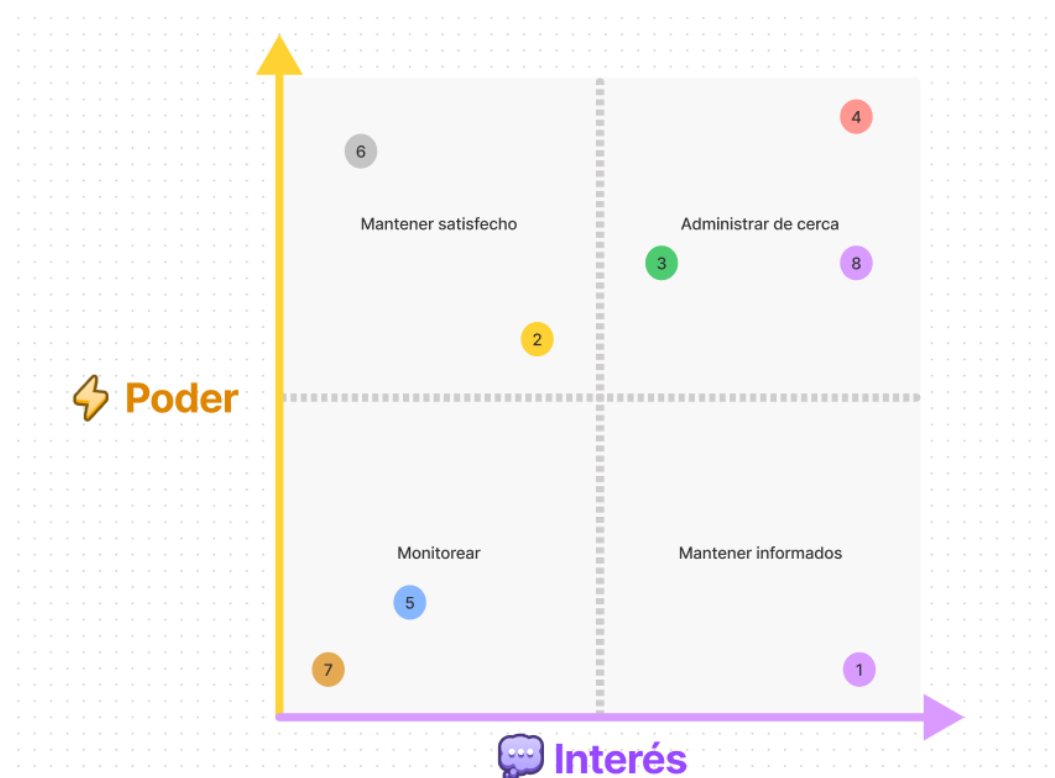 4
6
Mantener satisfecho
Administrar de cerca
3
8
2
Poder
Monitorear
Mantener informados
5
7
1
Interés